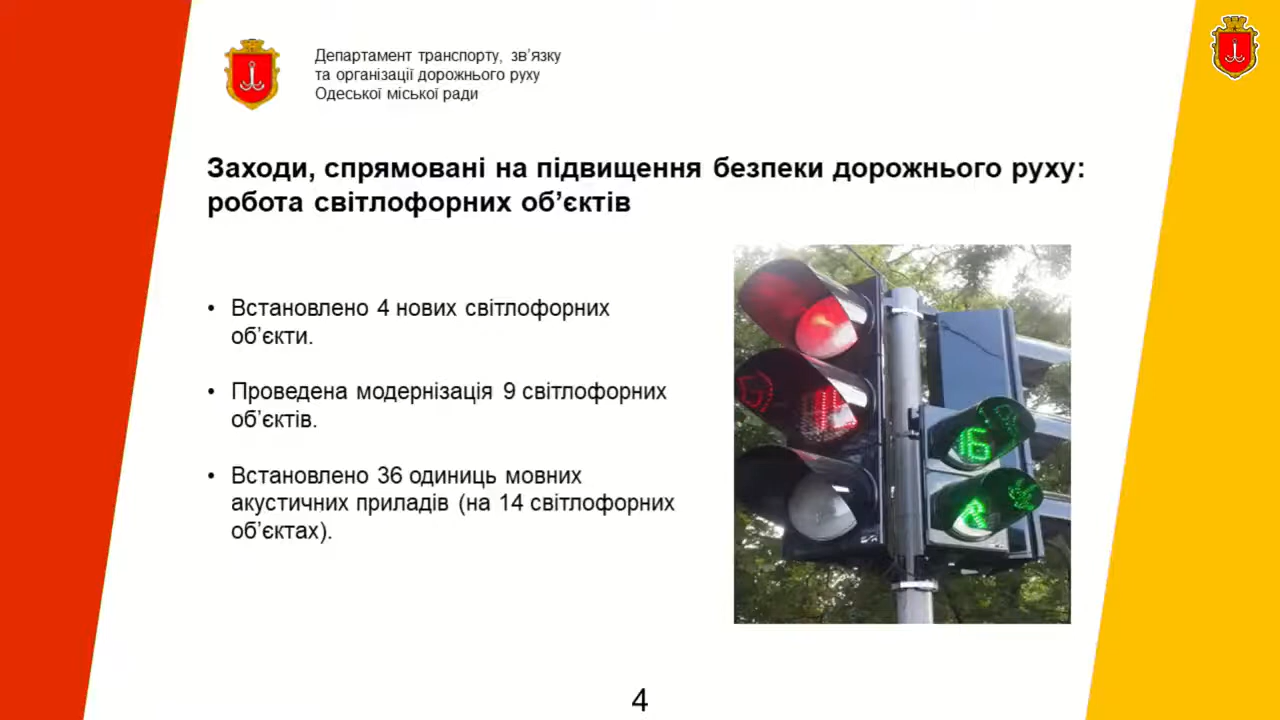 Департамент транспорту, зв’язку
та організації дорожнього руху
Одеської міської ради
Заходи, спрямовані на підвищення безпеки дорожнього руху:
робота світлофорних об’єктів
• Встановлено 4 нових світлофорних
об’єкти.
• Проведена модернізація 9 світлофорних
об’єктів.
• Встановлено 36 одиниць мовних
акустичних приладів (на 14 світлофорних
об’єктах).
6
4